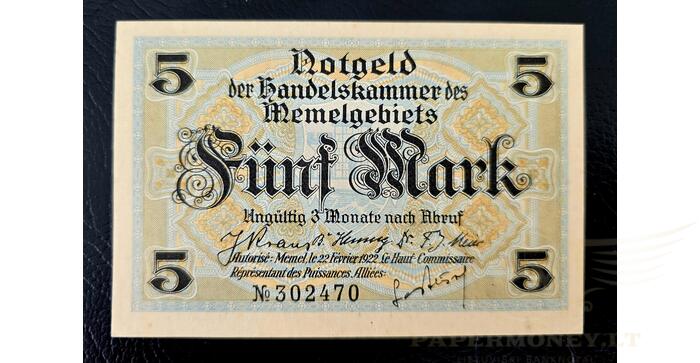 5 Notgeld 5
der Handelskammer des
Memelgebiets
Fünf Mark
Ungültig 3 Monate nach Abruf
Autorisé: Memel, le 22 Février 1922. Le Haut-Commissaire
Réprésentant des Puissances Alliées:
5 5
No 302470
PAPERMONEY.LT